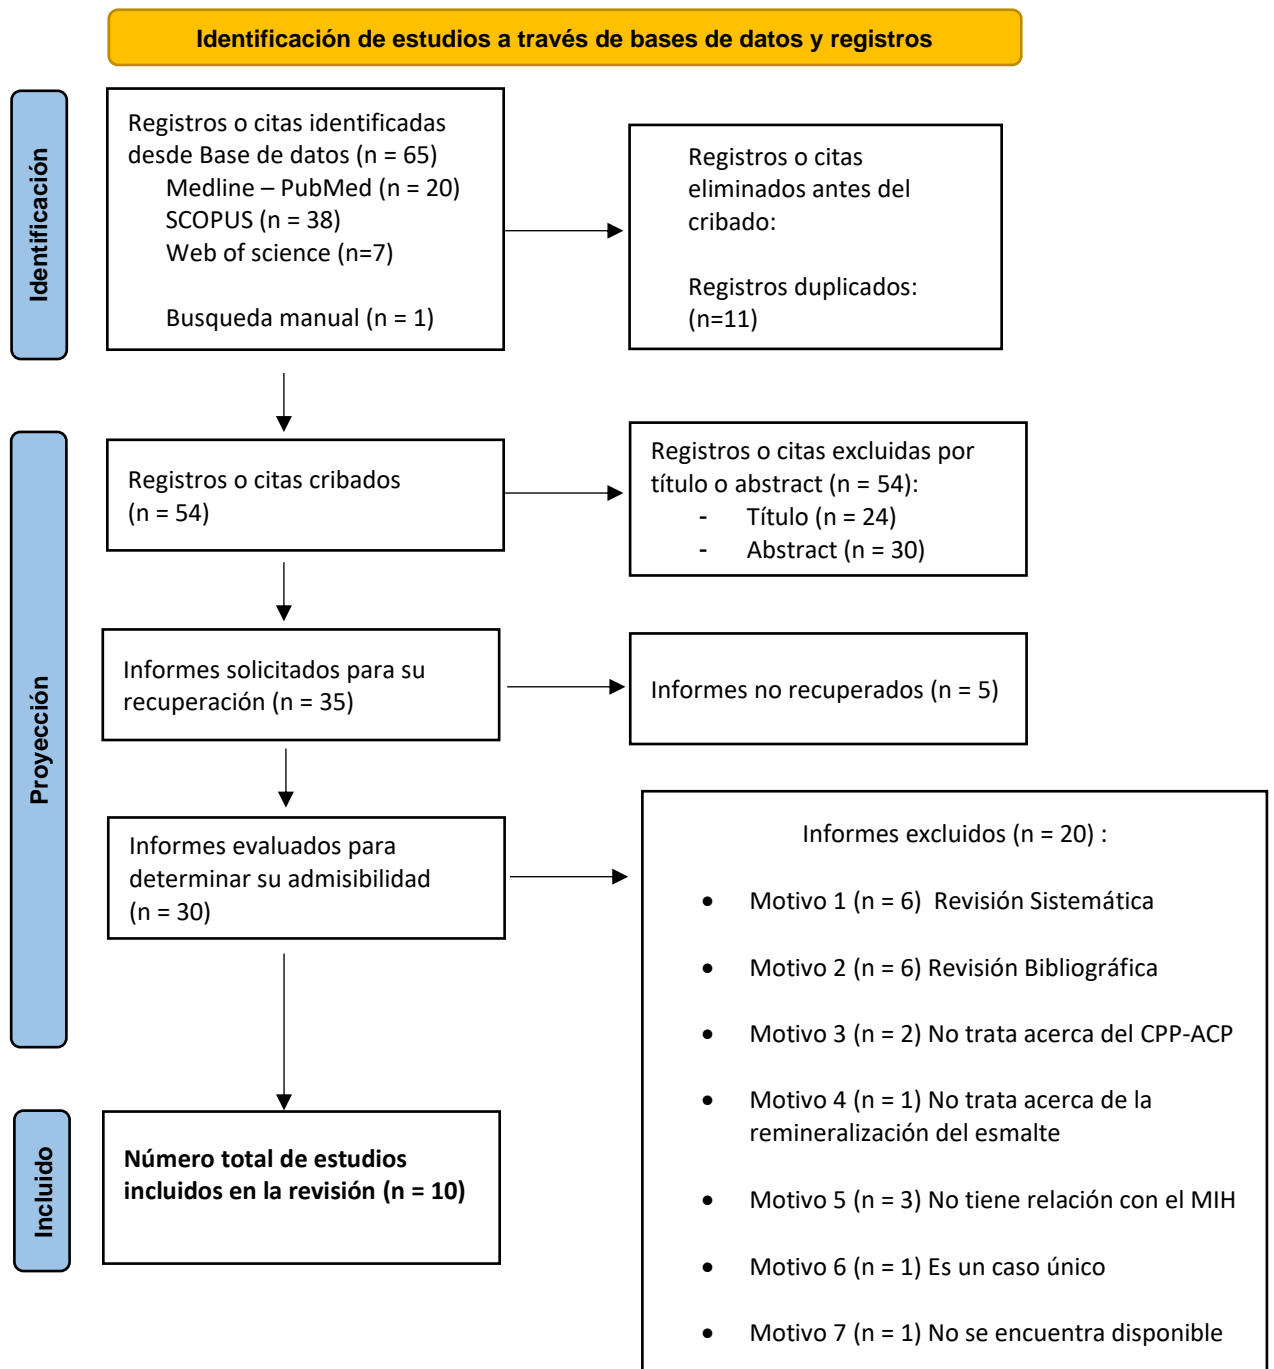 Identificación de estudios a través de bases de datos y registros
Identificación
Registros o citas identificadas
desde Base de datos (n = 65)
Medline – PubMed (n = 20)
SCOPUS (n = 38)
Web of science (n=7)
Busqueda manual (n = 1)
Registros o citas
eliminados antes del
cribado:
Registros duplicados:
(n=11)
Proyección
Registros o citas cribados
(n = 54)
Registros o citas excluidas por
título o abstract (n = 54):
- Título (n = 24)
- Abstract (n = 30)
Informes solicitados para su
recuperación (n = 35)
Informes no recuperados (n = 5)
Informes evaluados para
determinar su admisibilidad
(n = 30)
Informes excluidos (n = 20) :
• Motivo 1 (n = 6) Revisión Sistemática
• Motivo 2 (n = 6) Revisión Bibliográfica
• Motivo 3 (n = 2) No trata acerca del CPP-ACP
• Motivo 4 (n = 1) No trata acerca de la
remineralización del esmalte
• Motivo 5 (n = 3) No tiene relación con el MIH
• Motivo 6 (n = 1) Es un caso único
• Motivo 7 (n = 1) No se encuentra disponible
Incluido
Número total de estudios
incluidos en la revisión (n = 10)